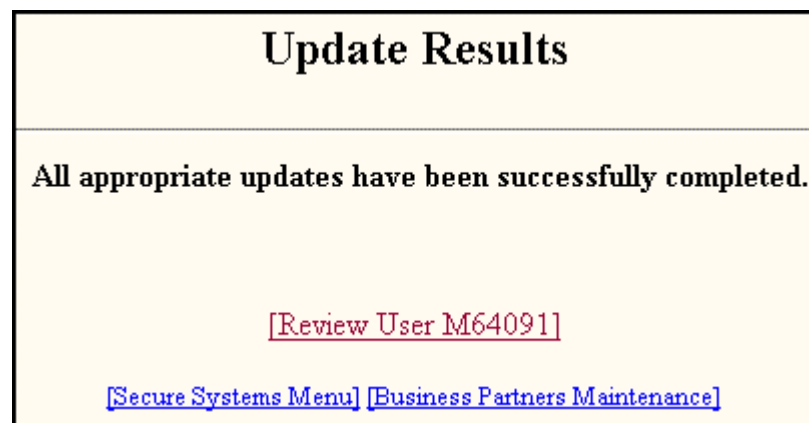 Update Results
All appropriate updates have been successfully completed.
[Review User M64091]
[Secure Systems Menu] [Business Partners Maintenance]